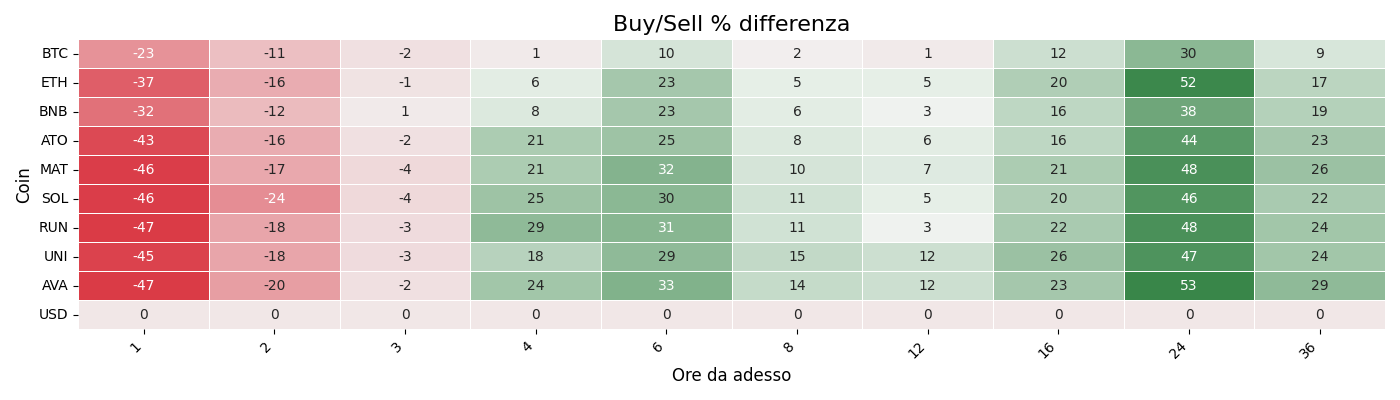 Buy/Sell % differenza
Coin
BTC -23 -11 -2 1 10 2 1 12 30 9
ETH -37 -16 -1 6 23 5 5 20 52 17
BNB -32 -12 1 8 23 6 3 16 38 19
ATO -43 -16 -2 21 25 8 6 16 44 23
MAT -46 -17 -4 21 32 10 7 21 48 26
SOL -46 -24 -4 25 30 11 5 20 46 22
RUN -47 -18 -3 29 31 11 3 22 48 24
UNI -45 -18 -3 18 29 15 12 26 47 24
AVA -47 -20 -2 24 33 14 12 23 53 29
USD 0 0 0 0 0 0 0 0 0 0
1 2 3 4 6 8 12 16 24 36
Ore da adesso